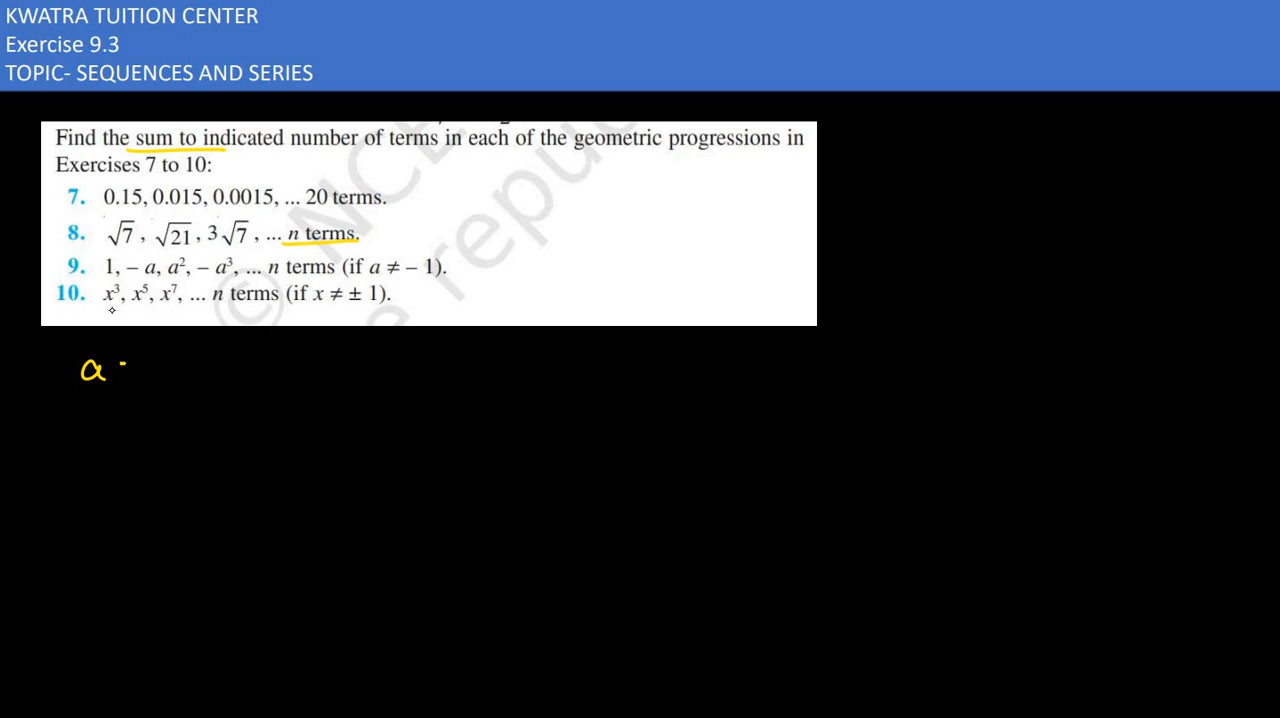 KWATRA TUITION CENTER
Exercise 9.3
TOPIC- SEQUENCES AND SERIES
Find the sum to indicated number of terms in each of the geometric progressions in
Exercises 7 to 10:
7. 0.15, 0.015, 0.0015, ... 20 terms.
8. √7, √21, 3√7, ... n terms.
9. 1, – a, a², – a³, ... n terms (if a ≠ – 1).
10. x³, x⁵, x⁷, ... n terms (if x ≠ ± 1).
a